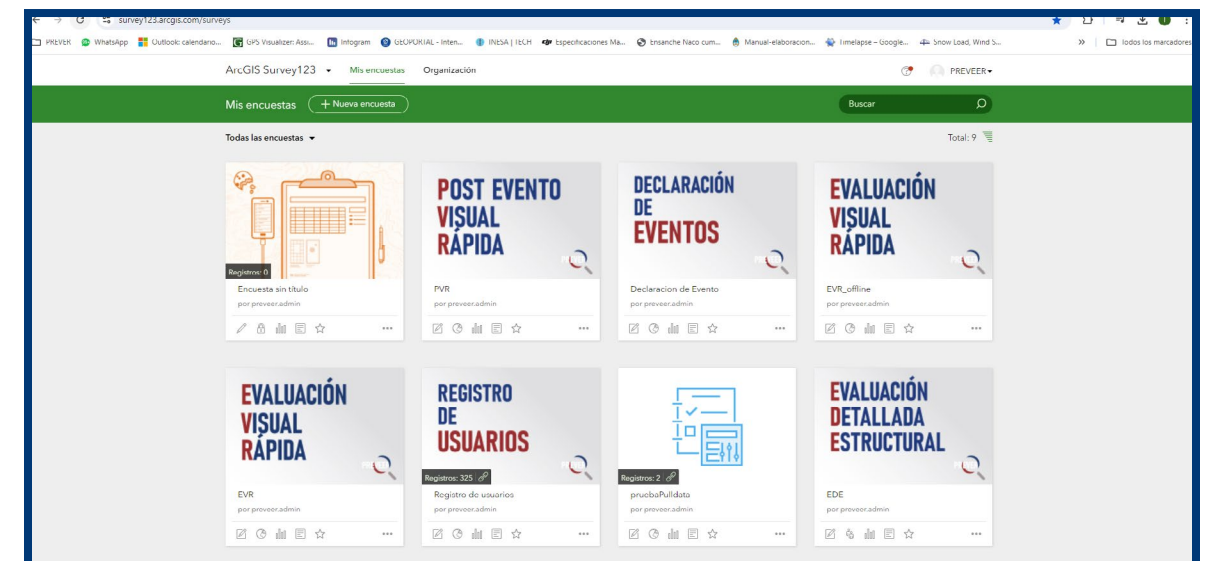 survey123.arcgis.com/surveys
PREVER WhatsApp Outlook: calendario... GPS Visualizer: Assi... Infogram GEOPORTAL - Inten... INESA | TECH Especificaciones Ma... Ensanche Naco cum... Manual-elaboracion... Timelapse – Google... Snow Load, Wind S... » Todos los marcadores
ArcGIS Survey123 Mis encuestas Organización PREVEER
Mis encuestas + Nueva encuesta Buscar
Todas las encuestas Total: 9
Registros: 0
Encuesta sin título
por preveer.admin
POST EVENTO
VISUAL
RÁPIDA
PVR
por preveer.admin
DECLARACIÓN
DE
EVENTOS
Declaracion de Evento
por preveer.admin
EVALUACIÓN
VISUAL
RÁPIDA
EVR_offline
por preveer.admin
EVALUACIÓN
VISUAL
RÁPIDA
EVR
por preveer.admin
REGISTRO
DE
USUARIOS
Registros: 325
Registro de usuarios
por preveer.admin
Registros: 2
pruebaPulldata
por preveer.admin
EVALUACIÓN
DETALLADA
ESTRUCTURAL
EDE
por preveer.admin